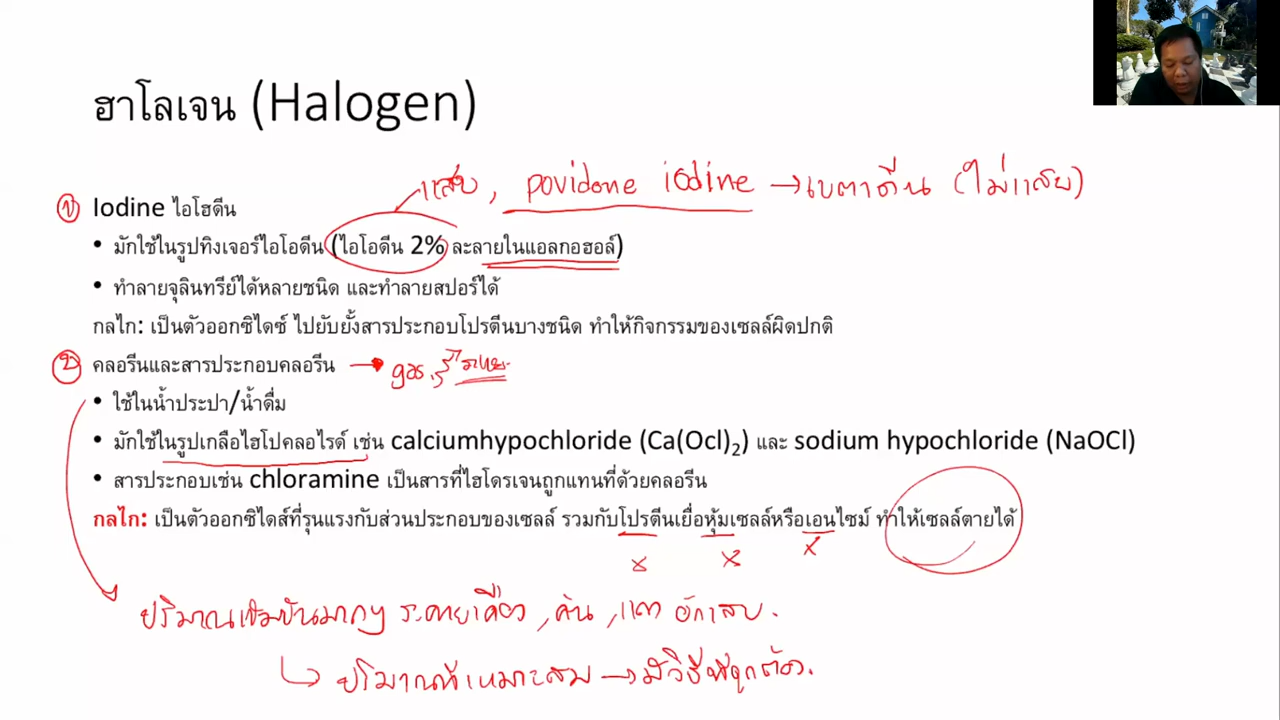 ฮาโลเจน (Halogen)
แสบ, povidone iodine → เบตาดีน (ไม่แสบ)
1) Iodine ไอโฮดีน
• มักใช้ในรูปทิงเจอร์ไอโอดีน (ไอโอดีน 2% ละลายในแอลกอฮอล์)
• ทำลายจุลินทรีย์ได้หลายชนิด และทำลายสปอร์ได้
กลไก: เป็นตัวออกซิไดซ์ ไปยับยั้งสารประกอบโปรตีนบางชนิด ทำให้กิจกรรมของเซลล์ผิดปกติ
2) คลอรีนและสารประกอบคลอรีน → gas ระเหย
• ใช้ในน้ำประปา/น้ำดื่ม
• มักใช้ในรูปเกลือไฮโปคลอไรด์ เช่น calciumhypochloride (Ca(Ocl)₂) และ sodium hypochloride (NaOCl)
• สารประกอบเช่น chloramine เป็นสารที่ไฮโดรเจนถูกแทนที่ด้วยคลอรีน
กลไก: เป็นตัวออกซิไดส์ที่รุนแรงกับส่วนประกอบของเซลล์ รวมกับโปรตีนเยื่อหุ้มเซลล์หรือเอนไซม์ ทำให้เซลล์ตายได้
x x x
ปริมาณเข้มข้นมากๆ ระคายเคือง, คัน, อักเสบ.
↳ ปริมาณที่เหมาะสม → มีวิธีที่ถูกต้อง.